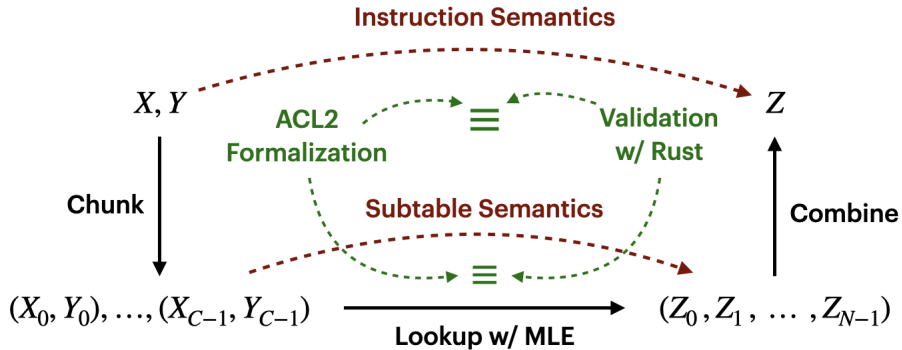 Instruction Semantics
X, Y
Z
ACL2
Formalization
≡
Validation
w/ Rust
Chunk
Subtable Semantics
Combine
≡
(X₀, Y₀), …, (X_{C−1}, Y_{C−1})
(Z₀, Z₁, … , Z_{N−1})
Lookup w/ MLE